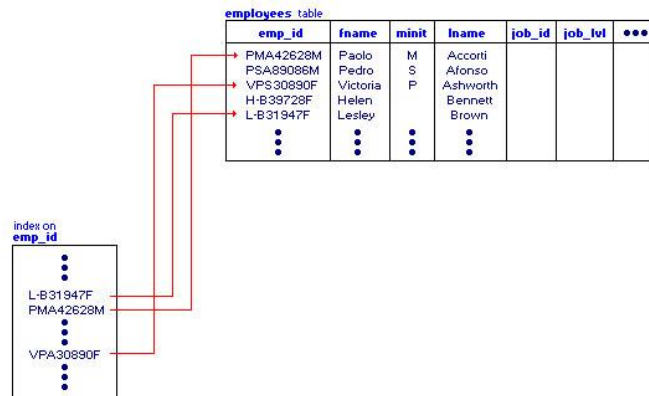 employees table
emp_id fname minit lname job_id job_lvl
PMA42628M Paolo M Accorti
PSA89086M Pedro S Afonso
VPS30890F Victoria P Ashworth
H-B39728F Helen Bennett
L-B31947F Lesley Brown
index on
emp_id
L-B31947F
PMA42628M
VPA30890F